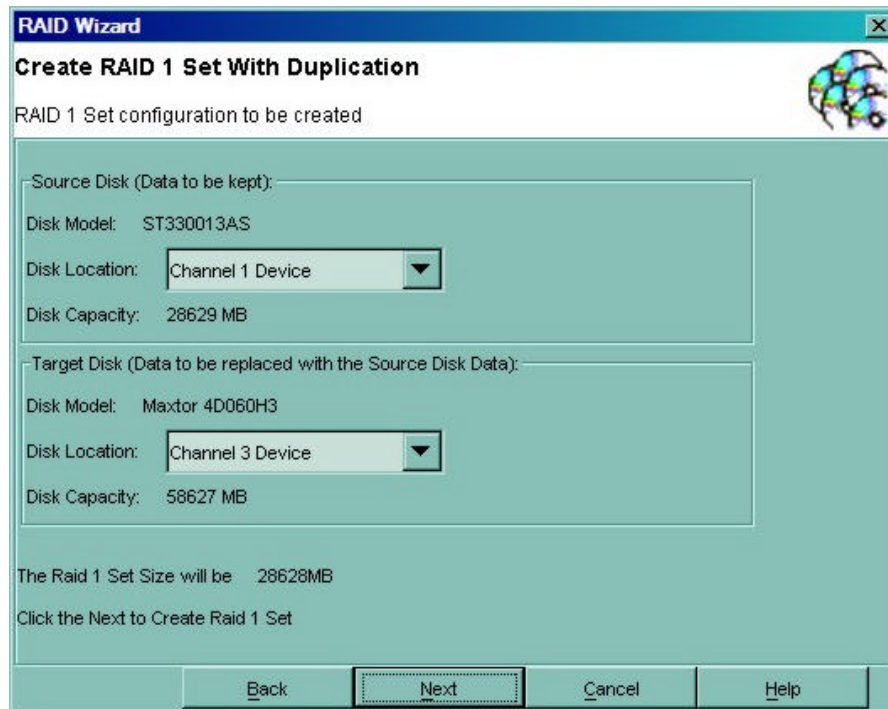 RAID Wizard
Create RAID 1 Set With Duplication
RAID 1 Set configuration to be created
Source Disk (Data to be kept):
Disk Model: ST330013AS
Disk Location: Channel 1 Device
Disk Capacity: 28629 MB
Target Disk (Data to be replaced with the Source Disk Data):
Disk Model: Maxtor 4D060H3
Disk Location: Channel 3 Device
Disk Capacity: 58627 MB
The Raid 1 Set Size will be 28628MB
Click the Next to Create Raid 1 Set
Back Next Cancel Help